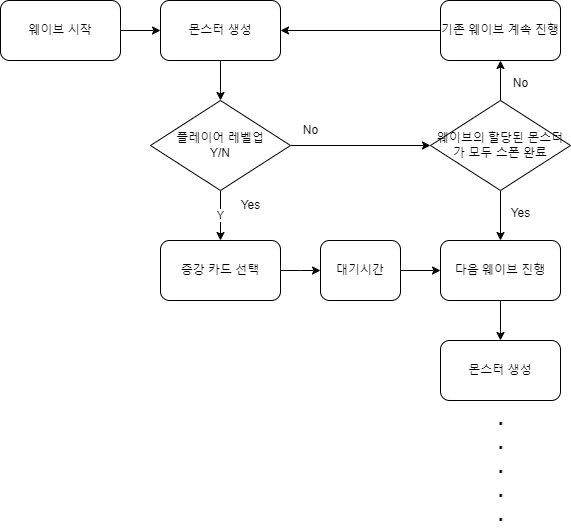 웨이브 시작
몬스터 생성
기존 웨이브 계속 진행
No
플레이어 레벨업
Y/N
No
웨이브의 할당된 몬스터
가 모두 스폰 완료
Yes
Y
Yes
증강 카드 선택
대기시간
다음 웨이브 진행
몬스터 생성
.
.
.
.
.